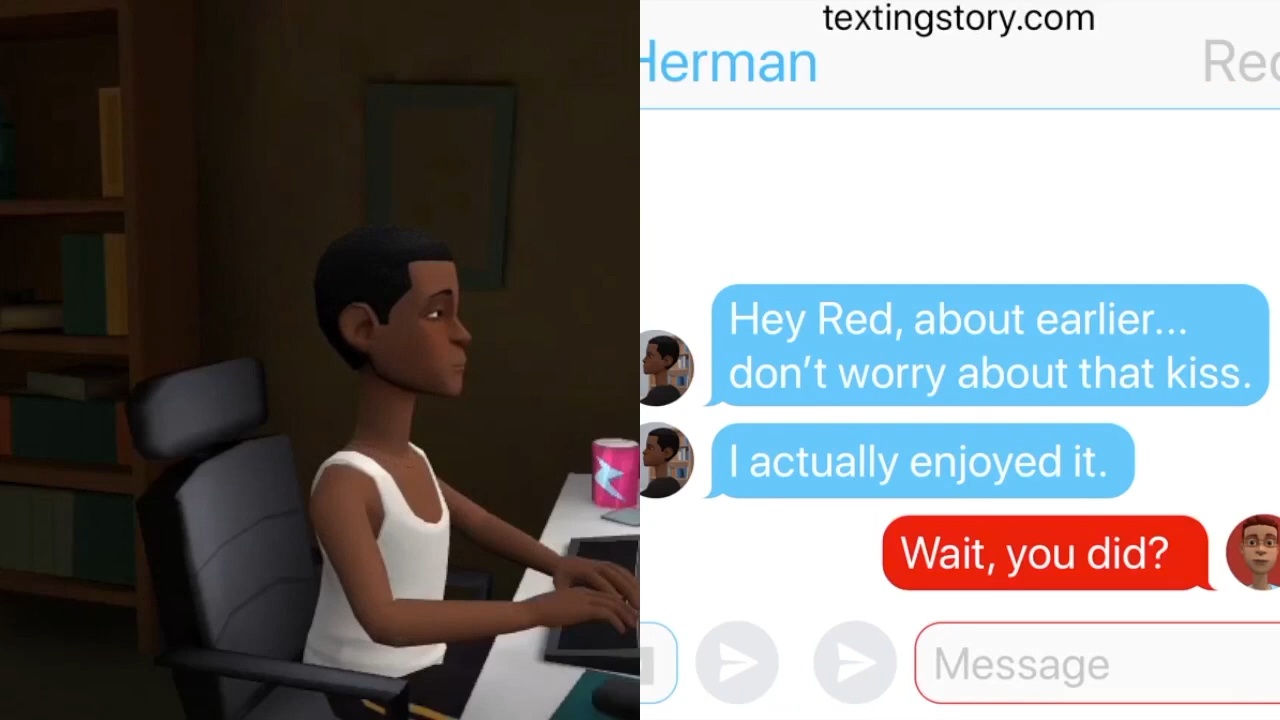 textingstory.com
Herman
Red
Hey Red, about earlier...
don't worry about that kiss.
I actually enjoyed it.
Wait, you did?
Message